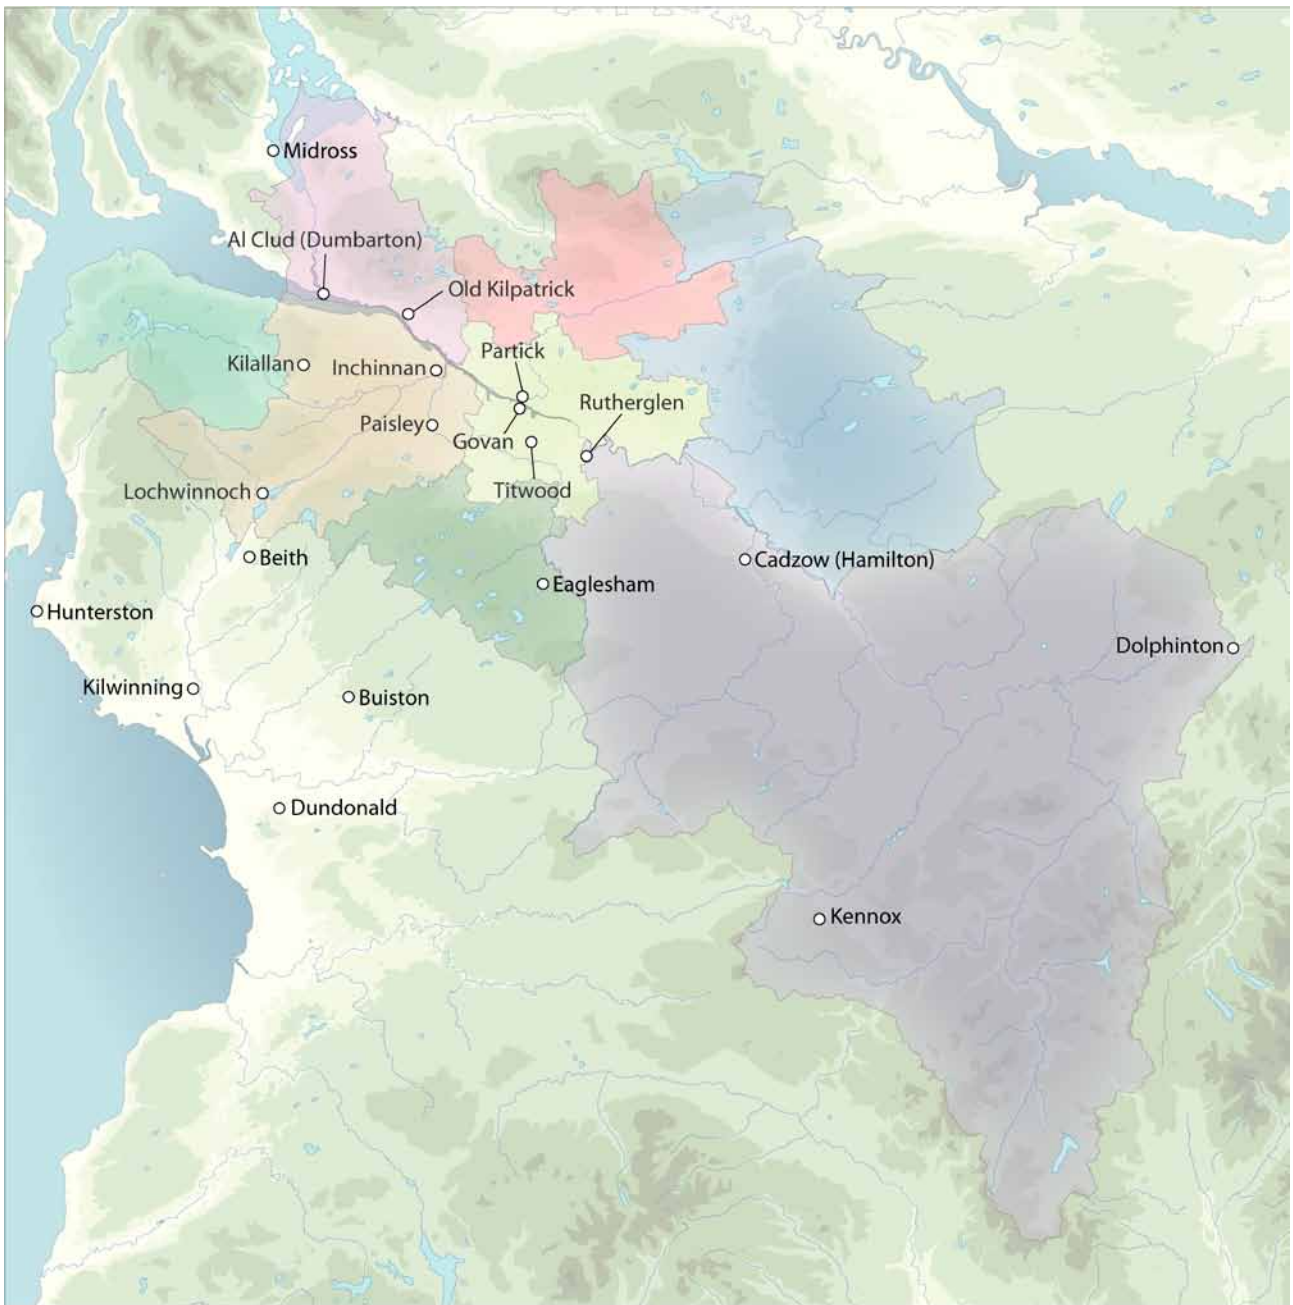 Midross
Al Clud (Dumbarton)
Old Kilpatrick
Partick
Kilallan
Inchinnan
Rutherglen
Paisley
Govan
Lochwinnoch
Titwood
Beith
Cadzow (Hamilton)
Eaglesham
Hunterston
Dolphinton
Kilwinning
Buiston
Dundonald
Kennox